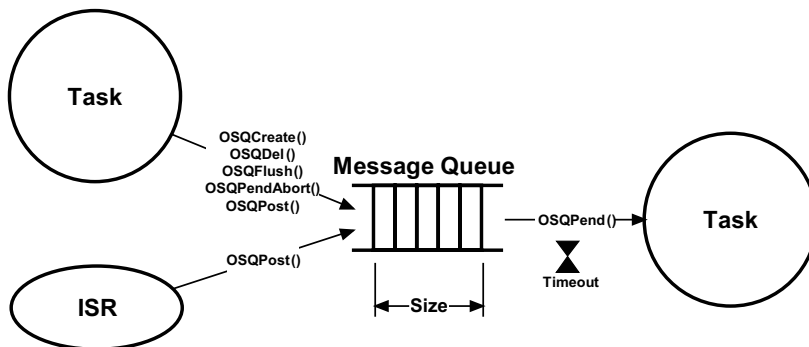 Task
OSQCreate()
OSQDel()
OSQFlush()
OSQPendAbort()
OSQPost()
Message Queue
OSQPend()
Timeout
Task
OSQPost()
ISR
Size